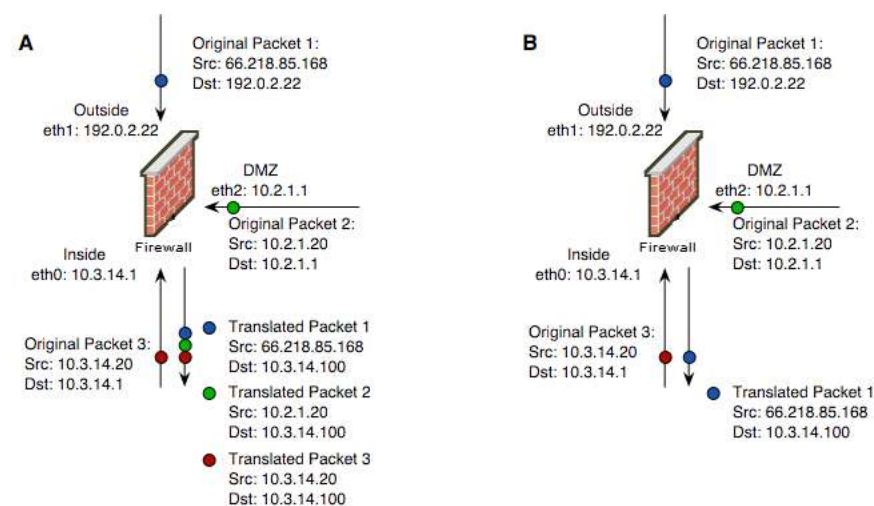 A
Original Packet 1:
Src: 66.218.85.168
Dst: 192.0.2.22
Outside
eth1: 192.0.2.22
DMZ
eth2: 10.2.1.1
Original Packet 2:
Src: 10.2.1.20
Dst: 10.2.1.1
Firewall
Inside
eth0: 10.3.14.1
Original Packet 3:
Src: 10.3.14.20
Dst: 10.3.14.1
Translated Packet 1
Src: 66.218.85.168
Dst: 10.3.14.100
Translated Packet 2
Src: 10.2.1.20
Dst: 10.3.14.100
Translated Packet 3
Src: 10.3.14.20
Dst: 10.3.14.100
B
Original Packet 1:
Src: 66.218.85.168
Dst: 192.0.2.22
Outside
eth1: 192.0.2.22
DMZ
eth2: 10.2.1.1
Original Packet 2:
Src: 10.2.1.20
Dst: 10.2.1.1
Firewall
Inside
eth0: 10.3.14.1
Original Packet 3:
Src: 10.3.14.20
Dst: 10.3.14.1
Translated Packet 1
Src: 66.218.85.168
Dst: 10.3.14.100